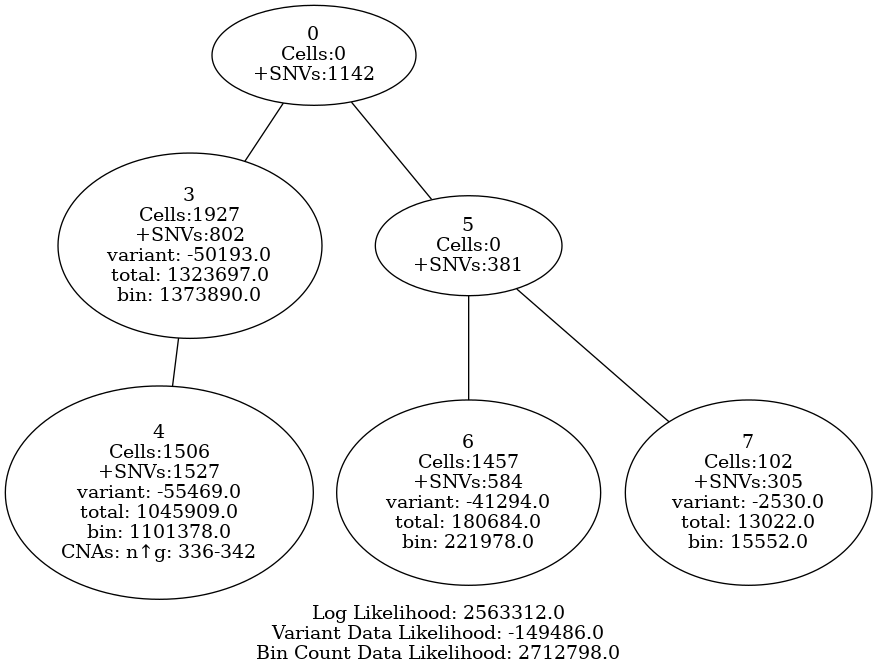 0
Cells:0
+SNVs:1142
3
Cells:1927
+SNVs:802
variant: -50193.0
total: 1323697.0
bin: 1373890.0
5
Cells:0
+SNVs:381
4
Cells:1506
+SNVs:1527
variant: -55469.0
total: 1045909.0
bin: 1101378.0
CNAs: n↑g: 336-342
6
Cells:1457
+SNVs:584
variant: -41294.0
total: 180684.0
bin: 221978.0
7
Cells:102
+SNVs:305
variant: -2530.0
total: 13022.0
bin: 15552.0
Log Likelihood: 2563312.0
Variant Data Likelihood: -149486.0
Bin Count Data Likelihood: 2712798.0